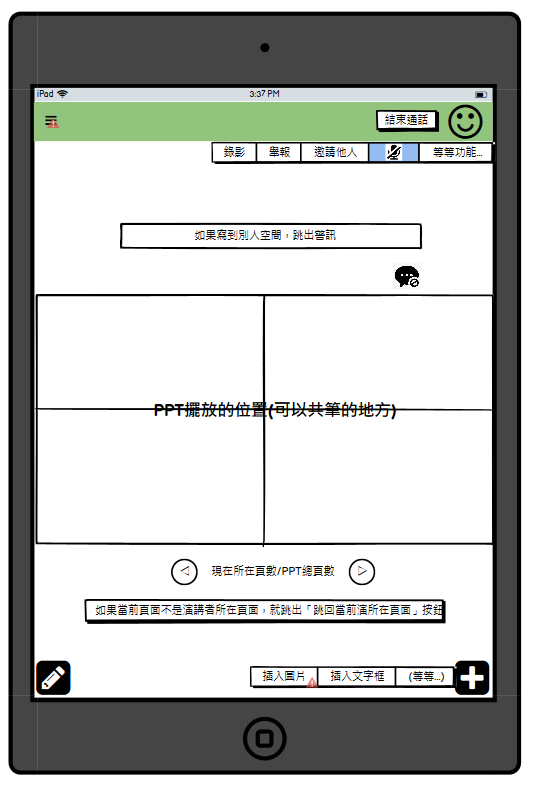 iPad 3:37 PM
結束通話
錄影 舉報 邀請他人 等等功能...
如果寫到別人空間，跳出警訊
PPT擺放的位置(可以共筆的地方)
現在所在頁數/PPT總頁數
如果當前頁面不是演講者所在頁面，就跳出「跳回當前演所在頁面」按鈕
插入圖片 插入文字框 (等等...)